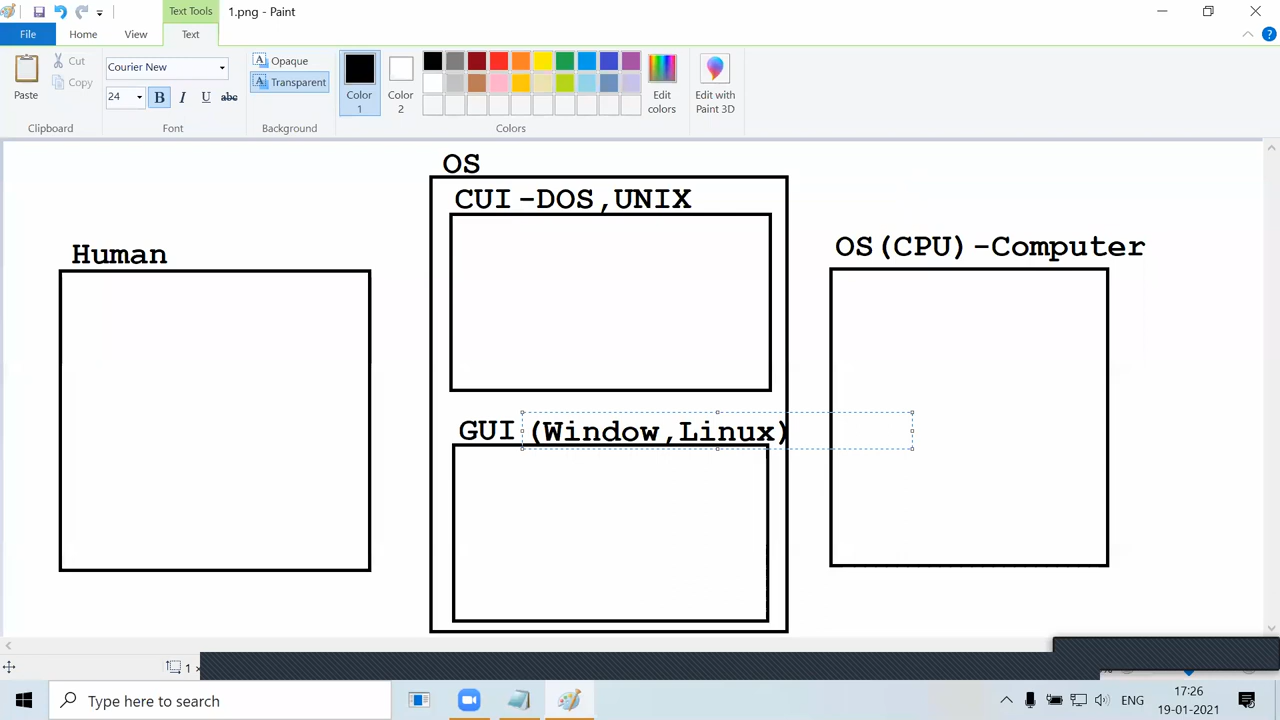 Text Tools
1.png - Paint
File
Home
View
Text
Paste
Cut
Copy
Clipboard
Courier New
24
B I U abc
Font
Opaque
Transparent
Background
Color 1
Color 2
Edit colors
Colors
Edit with Paint 3D
OS
CUI-DOS,UNIX
Human
OS(CPU)-Computer
GUI (Window,Linux)
1
Type here to search
ENG
17:26
19-01-2021